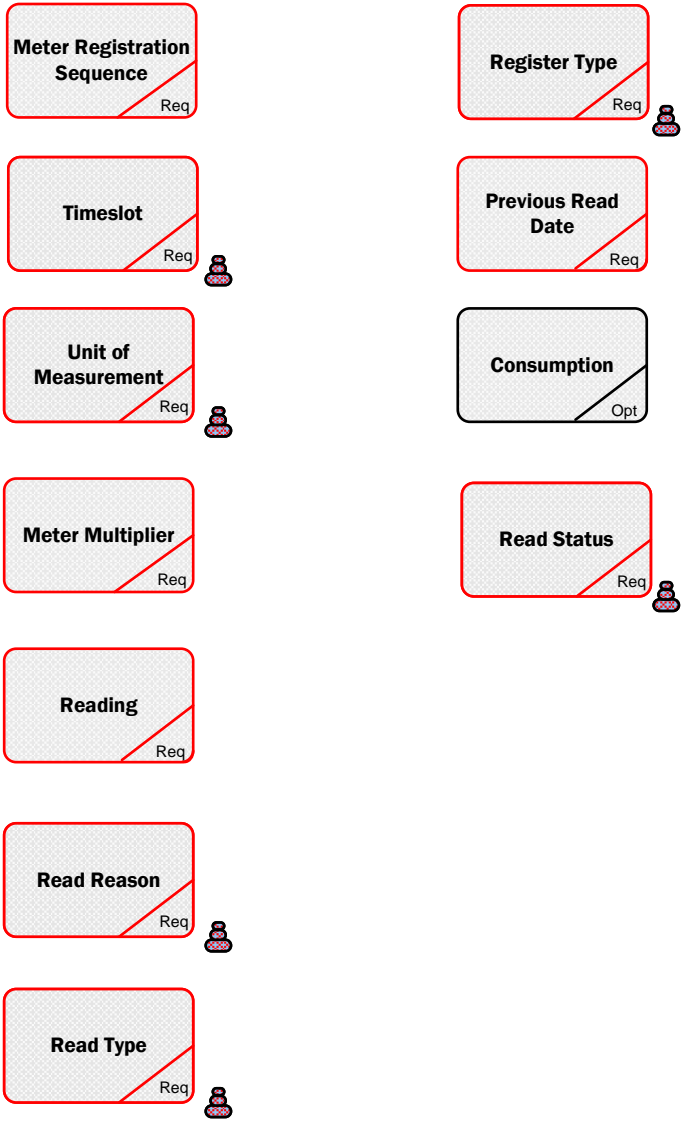 Meter Registration
Sequence
Req
Register Type
Req
Timeslot
Req
Previous Read
Date
Req
Unit of
Measurement
Req
Consumption
Opt
Meter Multiplier
Req
Read Status
Req
Reading
Req
Read Reason
Req
Read Type
Req